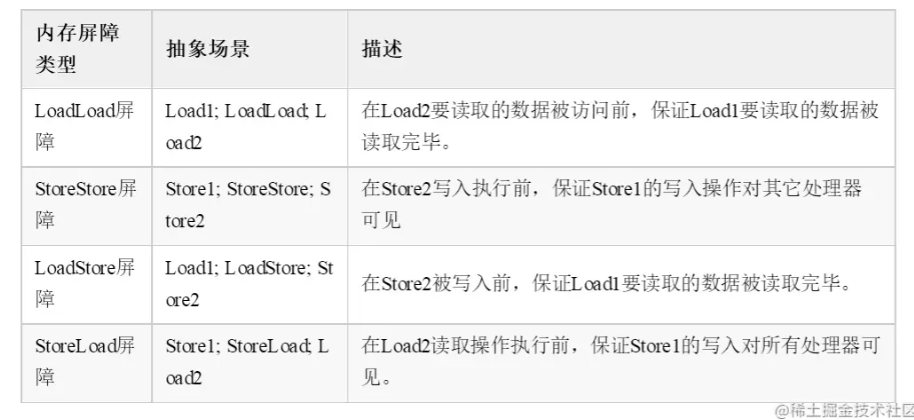 内存屏障
类型
抽象场景
描述
LoadLoad屏
障
Load1; LoadLoad; L
oad2
在Load2要读取的数据被访问前，保证Load1要读取的数据被
读取完毕。
StoreStore屏
障
Store1; StoreStore; S
tore2
在Store2写入执行前，保证Store1的写入操作对其它处理器
可见
LoadStore屏
障
Load1; LoadStore; St
ore2
在Store2被写入前，保证Load1要读取的数据被读取完毕。
StoreLoad屏
障
Store1; StoreLoad; L
oad2
在Load2读取操作执行前，保证Store1的写入对所有处理器可
见。
@稀土掘金技术社区